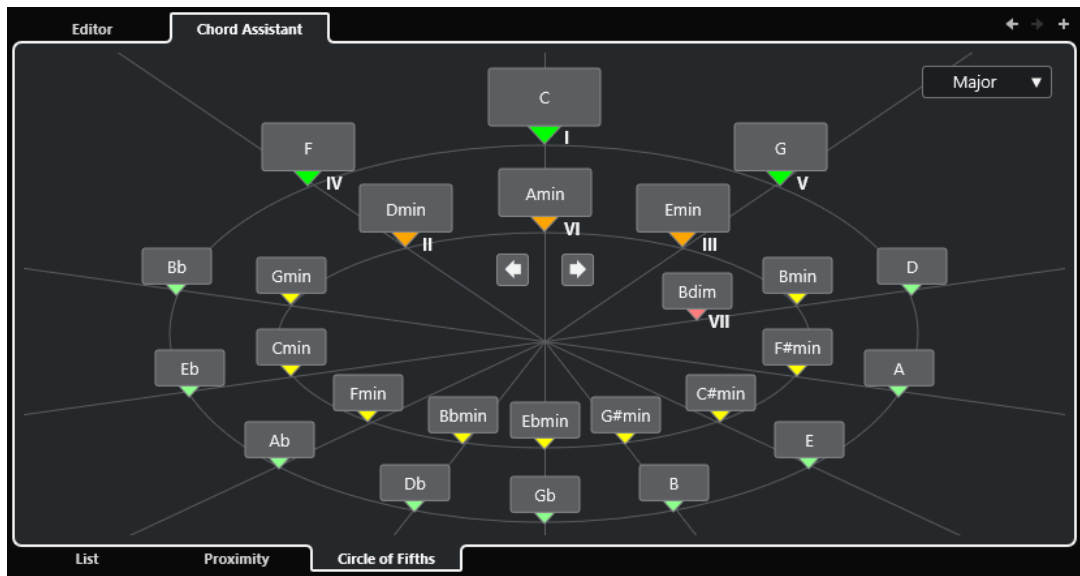 Editor
Chord Assistant
Major
C
I
F
IV
G
V
Dmin
II
Amin
VI
Emin
III
Bb
Gmin
Bdim
VII
Bmin
D
Eb
Cmin
F#min
A
Fmin
Bbmin
Ebmin
G#min
C#min
Ab
Db
Gb
B
E
List
Proximity
Circle of Fifths